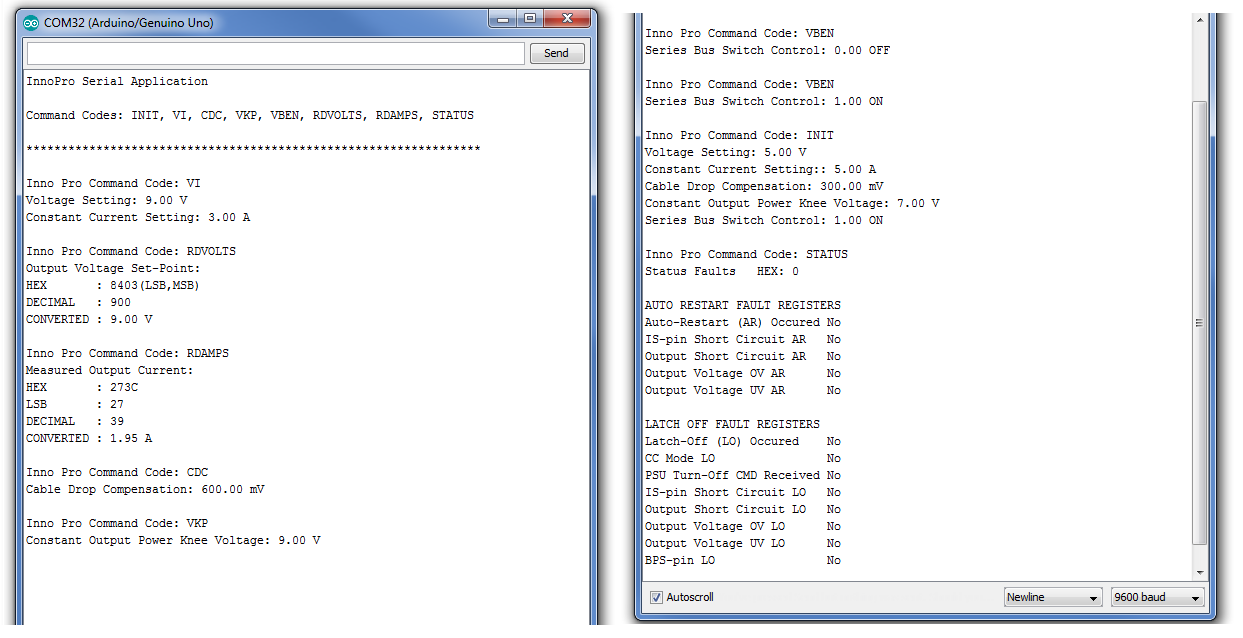 COM32 (Arduino/Genuino Uno)
Send
InnoPro Serial Application
Command Codes: INIT, VI, CDC, VKP, VBEN, RDVOLTS, RDAMPS, STATUS
*****************************************************************
Inno Pro Command Code: VI
Voltage Setting: 9.00 V
Constant Current Setting: 3.00 A
Inno Pro Command Code: RDVOLTS
Output Voltage Set-Point:
HEX : 8403(LSB,MSB)
DECIMAL : 900
CONVERTED : 9.00 V
Inno Pro Command Code: RDAMPS
Measured Output Current:
HEX : 273C
LSB : 27
DECIMAL : 39
CONVERTED : 1.95 A
Inno Pro Command Code: CDC
Cable Drop Compensation: 600.00 mV
Inno Pro Command Code: VKP
Constant Output Power Knee Voltage: 9.00 V
Inno Pro Command Code: VBEN
Series Bus Switch Control: 0.00 OFF
Inno Pro Command Code: VBEN
Series Bus Switch Control: 1.00 ON
Inno Pro Command Code: INIT
Voltage Setting: 5.00 V
Constant Current Setting:: 5.00 A
Cable Drop Compensation: 300.00 mV
Constant Output Power Knee Voltage: 7.00 V
Series Bus Switch Control: 1.00 ON
Inno Pro Command Code: STATUS
Status Faults HEX: 0
AUTO RESTART FAULT REGISTERS
Auto-Restart (AR) Occured No
IS-pin Short Circuit AR No
Output Short Circuit AR No
Output Voltage OV AR No
Output Voltage UV AR No
LATCH OFF FAULT REGISTERS
Latch-Off (LO) Occured No
CC Mode LO No
PSU Turn-Off CMD Received No
IS-pin Short Circuit LO No
Output Short Circuit LO No
Output Voltage OV LO No
Output Voltage UV LO No
BPS-pin LO No
Autoscroll
Newline
9600 baud